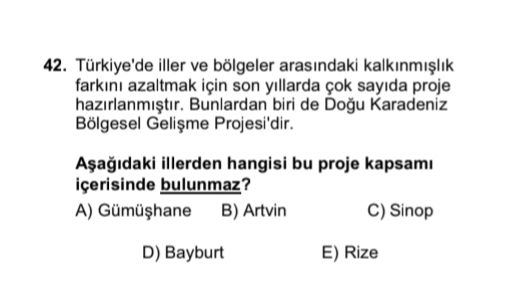 42. Türkiye'de iller ve bölgeler arasındaki kalkınmışlık
farkını azaltmak için son yıllarda çok sayıda proje
hazırlanmıştır. Bunlardan biri de Doğu Karadeniz
Bölgesel Gelişme Projesi'dir.
Aşağıdaki illerden hangisi bu proje kapsamı
içerisinde bulunmaz?
A) Gümüşhane B) Artvin C) Sinop
D) Bayburt E) Rize